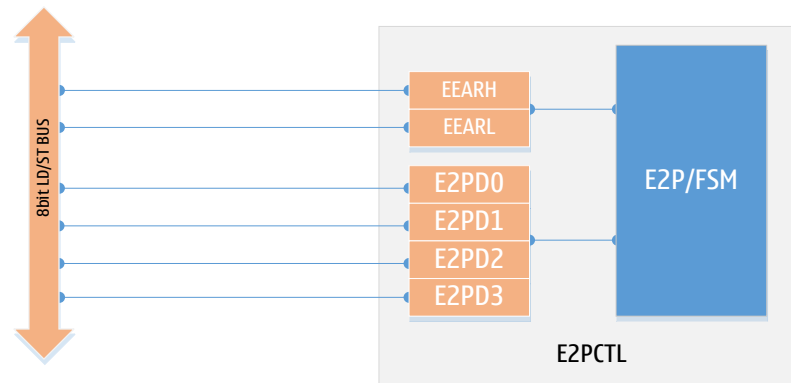 8bit LD/ST BUS
EEARH
EEARL
E2PD0
E2PD1
E2PD2
E2PD3
E2P/FSM
E2PCTL